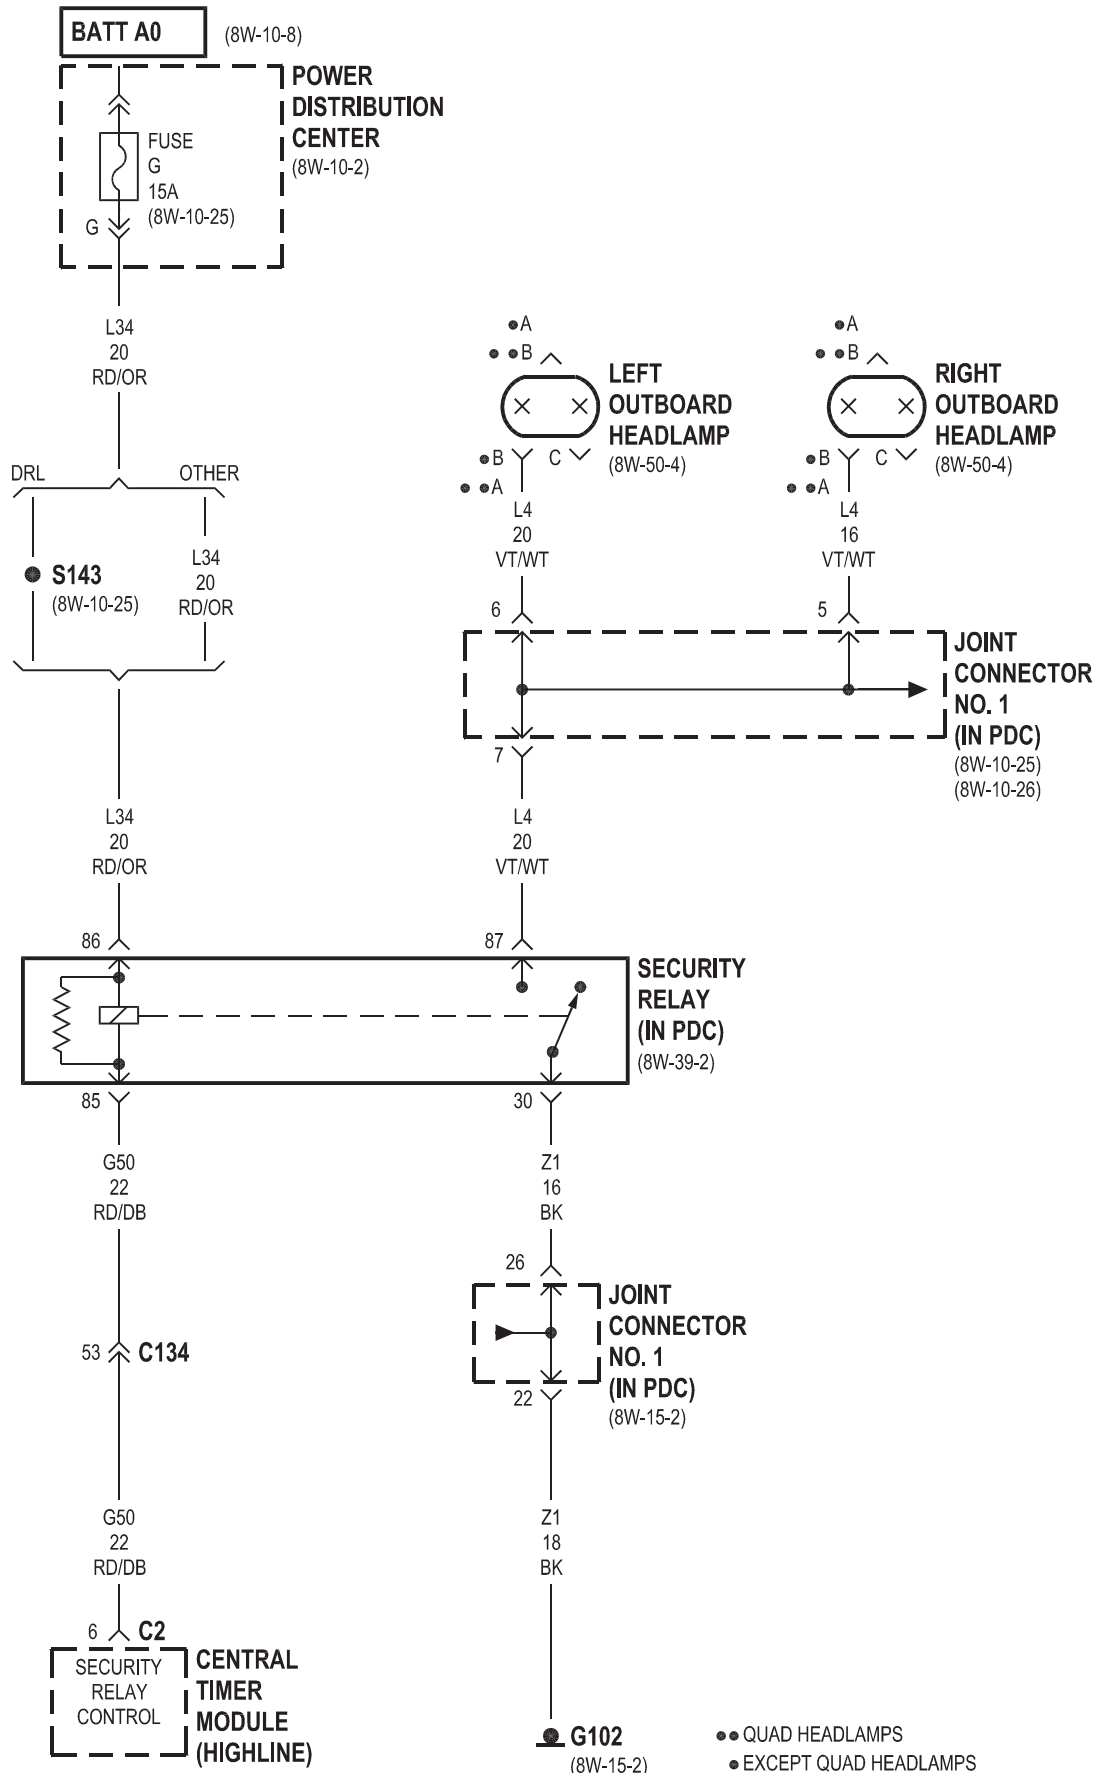 BATT A0
(8W-10-8)
POWER
DISTRIBUTION
CENTER
(8W-10-2)
FUSE
G
15A
(8W-10-25)
G
L34
20
RD/OR
DRL
OTHER
S143
(8W-10-25)
L34
20
RD/OR
L34
20
RD/OR
●A
● ●B
LEFT
OUTBOARD
HEADLAMP
(8W-50-4)
●B
C
● ●A
L4
20
VT/WT
6
●A
● ●B
RIGHT
OUTBOARD
HEADLAMP
(8W-50-4)
●B
C
● ●A
L4
16
VT/WT
5
JOINT
CONNECTOR
NO. 1
(IN PDC)
(8W-10-25)
(8W-10-26)
7
L4
20
VT/WT
86
87
SECURITY
RELAY
(IN PDC)
(8W-39-2)
85
30
G50
22
RD/DB
Z1
16
BK
26
JOINT
CONNECTOR
NO. 1
(IN PDC)
(8W-15-2)
22
53
C134
G50
22
RD/DB
Z1
18
BK
6
C2
SECURITY
RELAY
CONTROL
CENTRAL
TIMER
MODULE
(HIGHLINE)
G102
(8W-15-2)
●● QUAD HEADLAMPS
● EXCEPT QUAD HEADLAMPS